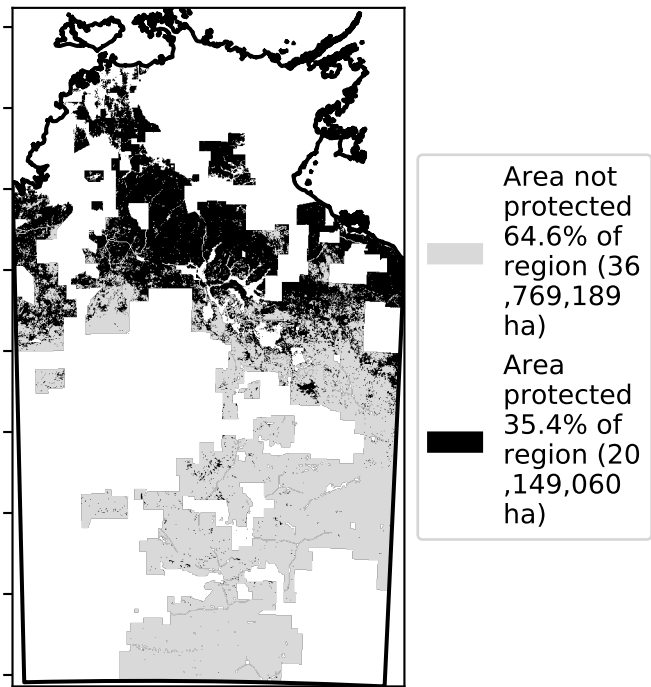 Area not
protected
64.6% of
region (36
,769,189
ha)
Area
protected
35.4% of
region (20
,149,060
ha)